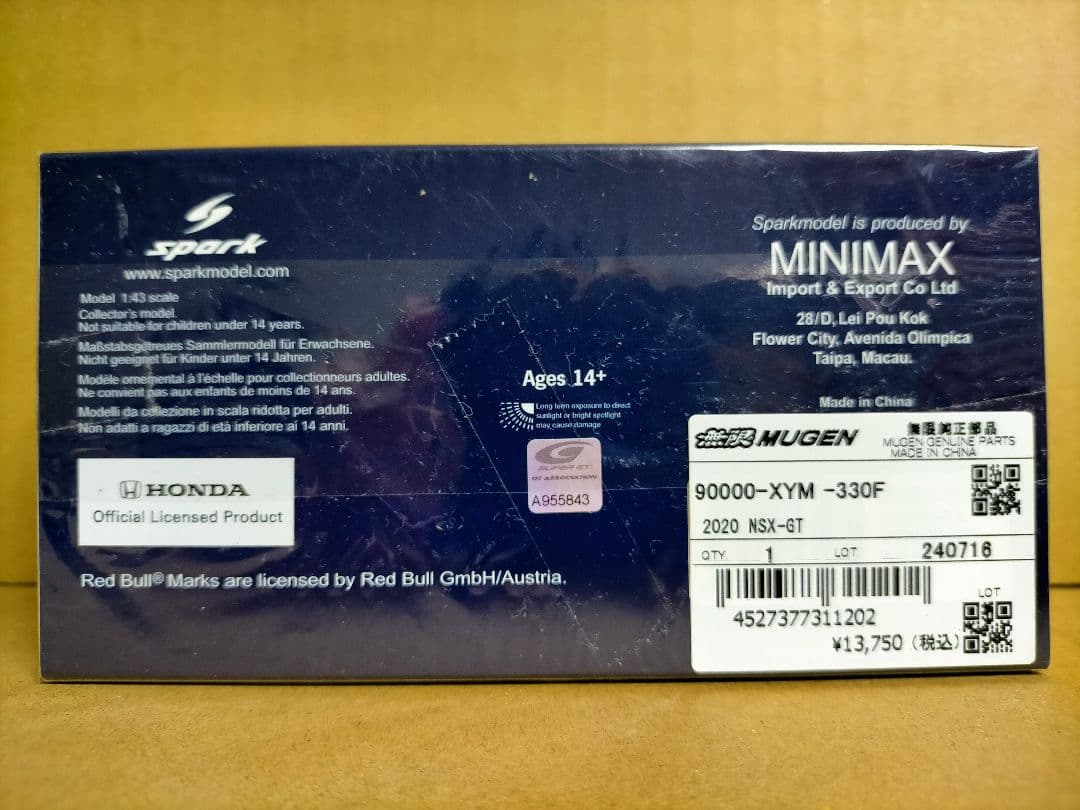 spark
www.sparkmodel.com
Model 1:43 scale
Collector's model.
Not suitable for children under 14 years.
Maßstabsgetreues Sammlermodell für Erwachsene.
Nicht geeignet für Kinder unter 14 Jahren.
Modèle ornemental à l'échelle pour collectionneurs adultes.
Ne convient pas aux enfants de moins de 14 ans.
Modelli da collezione in scala ridotta per adulti.
Non adatti a ragazzi di età inferiore ai 14 anni.
HONDA
Official Licensed Product
Red Bull® Marks are licensed by Red Bull GmbH/Austria.
Ages 14+
Long term exposure to direct
sunlight or bright spotlight
may cause damage
SUPER GT
GT ASSOCIATION
A955843
Sparkmodel is produced by
MINIMAX
Import & Export Co Ltd
28/D, Lei Pou Kok
Flower City, Avenida Olimpica
Taipa, Macau.
Made in China
無限 MUGEN
無限純正部品
MUGEN GENUINE PARTS
MADE IN CHINA
90000-XYM -330F
2020 NSX-GT
QTY. 1 LOT 240716
LOT
4527377311202
¥13,750 (税込)